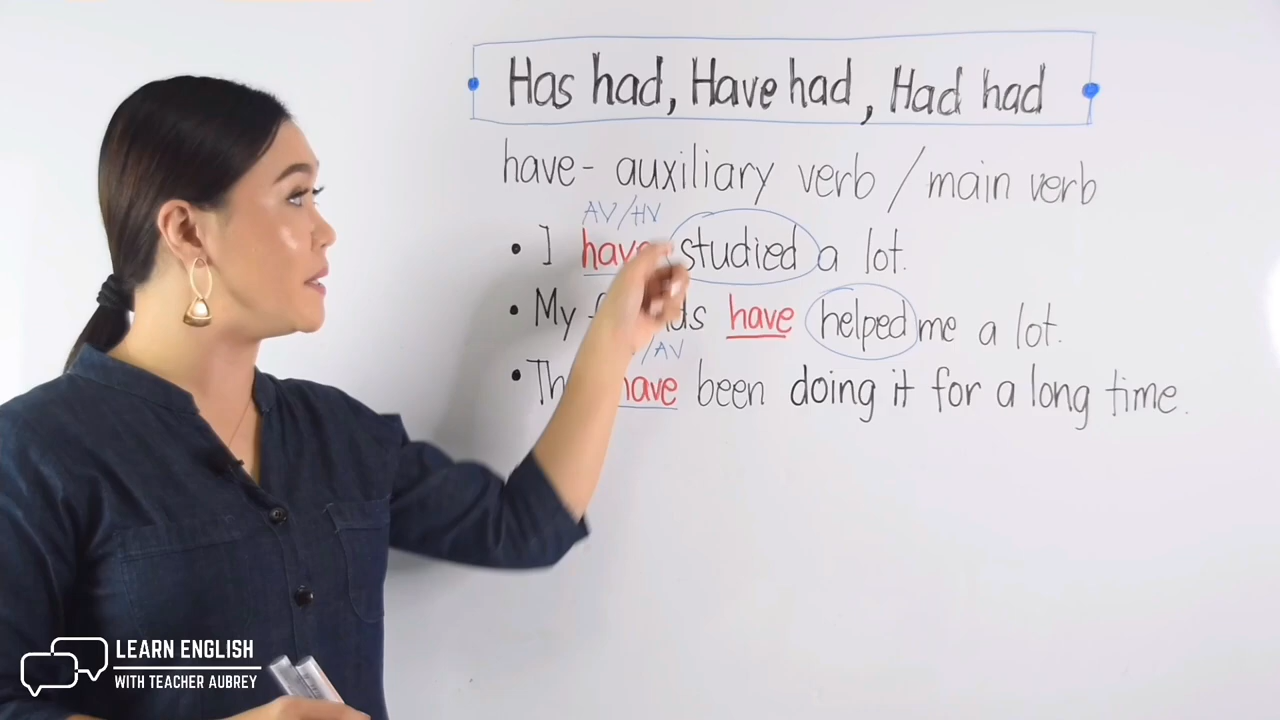 Has had, Have had, Had had
have - auxiliary verb / main verb
AV/HV
• I have studied a lot.
• My have helped me a lot.
/AV
• have been doing it for a long time.
LEARN ENGLISH
WITH TEACHER AUBREY